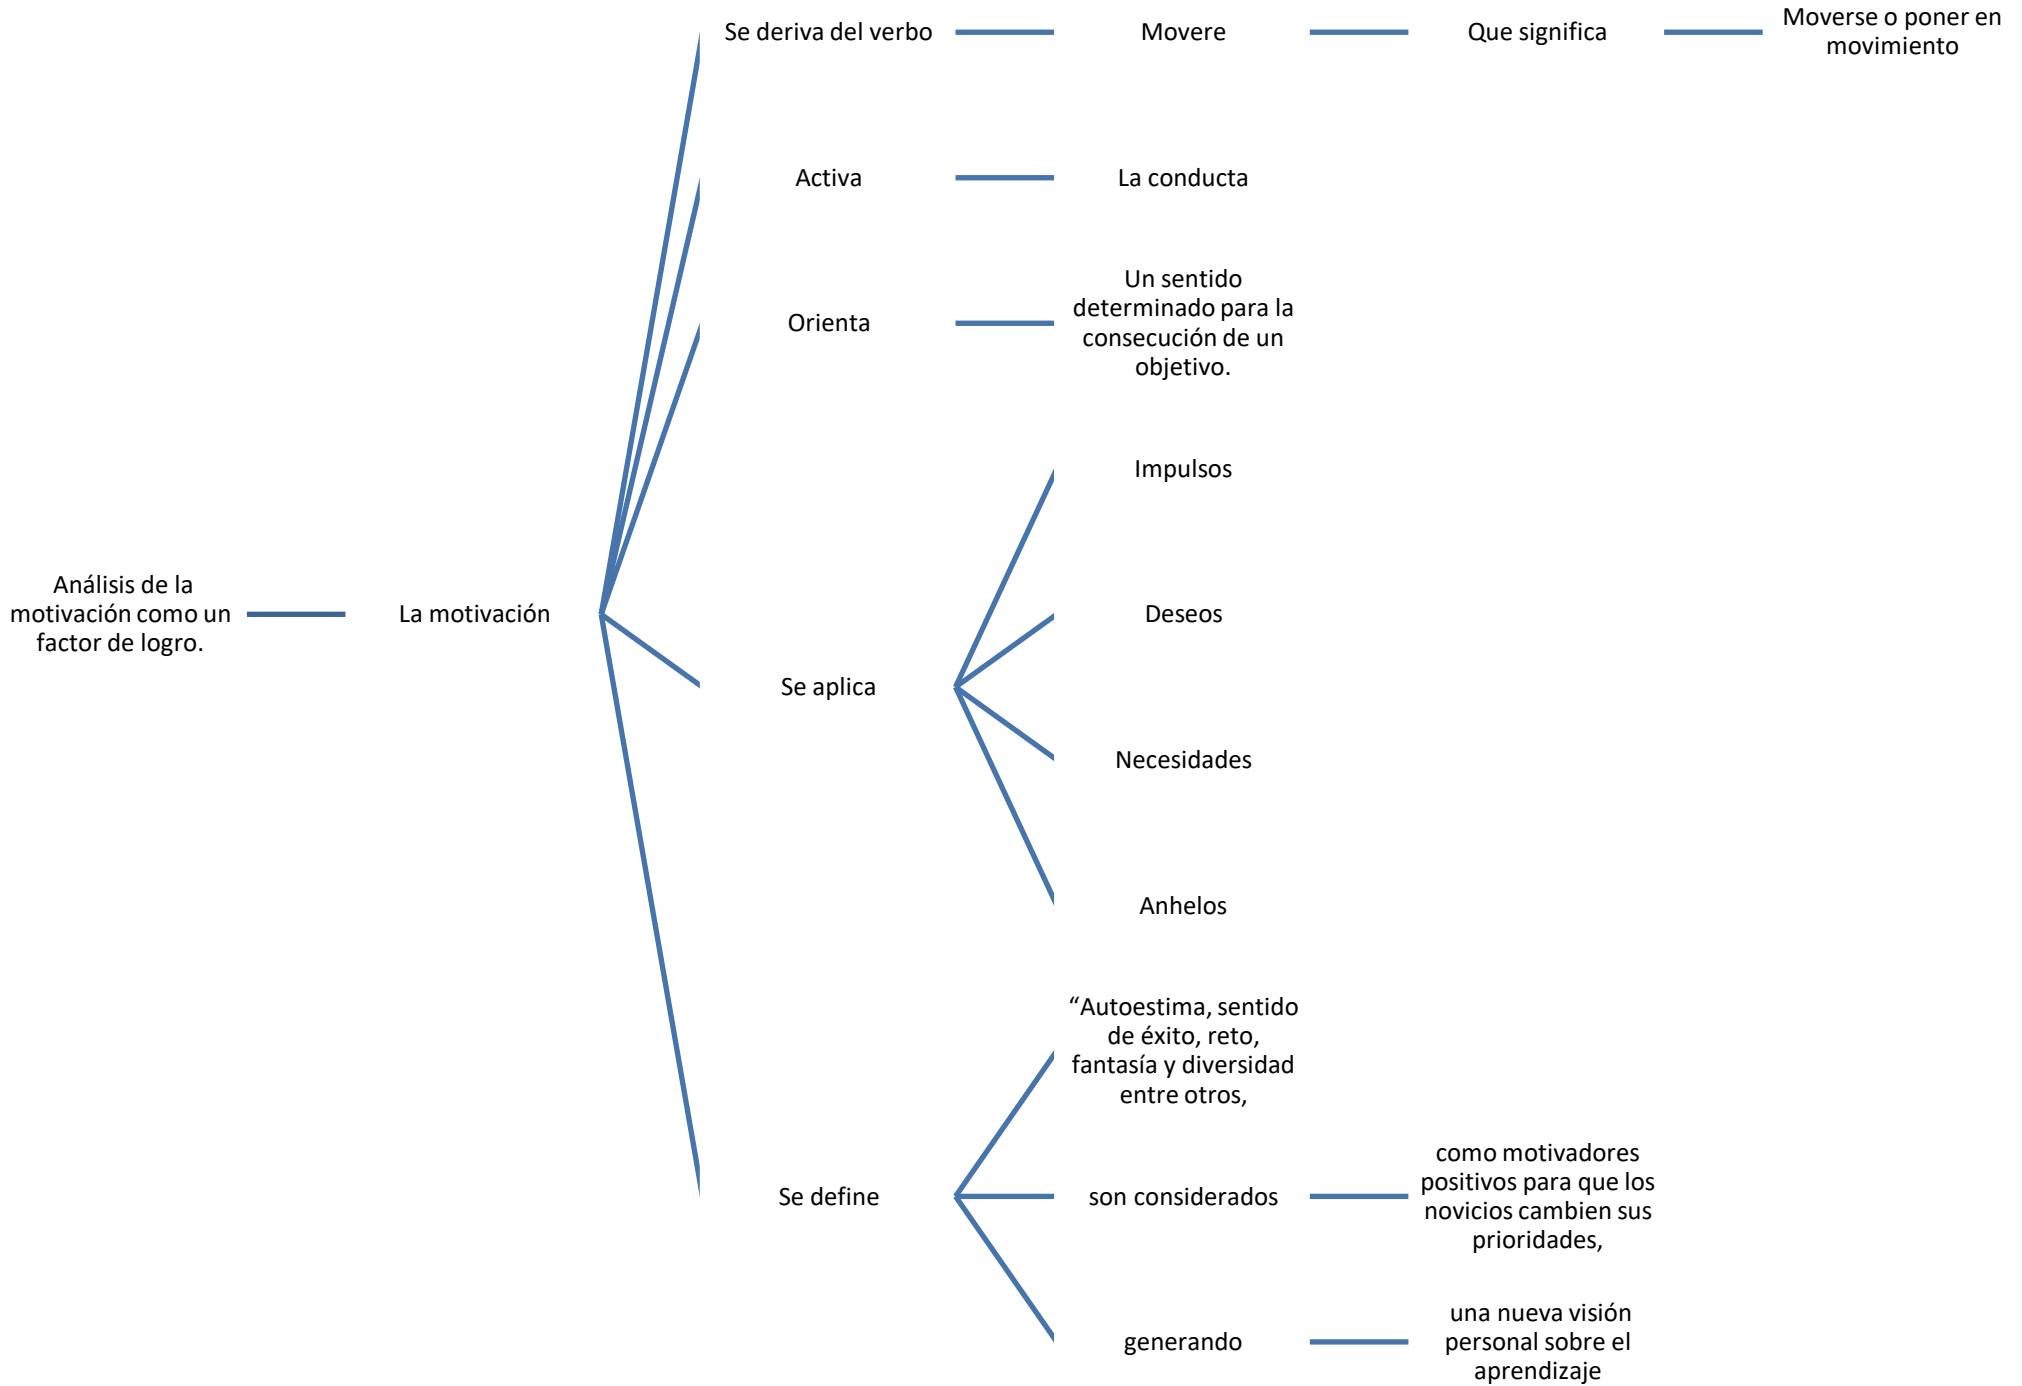 Se deriva del verbo
Movere
Que significa
Moverse o poner en
movimiento
Activa
La conducta
Orienta
Un sentido
determinado para la
consecución de un
objetivo.
Análisis de la
motivación como un
factor de logro.
La motivación
Se aplica
Impulsos
Deseos
Necesidades
Anhelos
Se define
“Autoestima, sentido
de éxito, reto,
fantasía y diversidad
entre otros,
son considerados
como motivadores
positivos para que los
novicios cambien sus
prioridades,
generando
una nueva visión
personal sobre el
aprendizaje